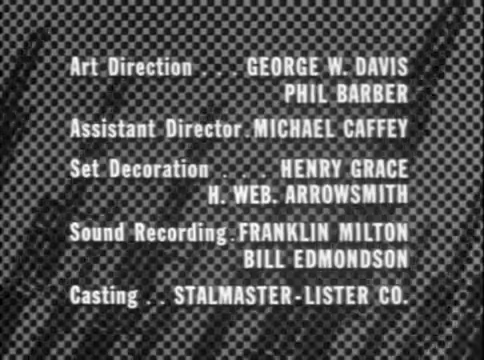 Art Direction . . . GEORGE W. DAVIS
PHIL BARBER
Assistant Director . MICHAEL CAFFEY
Set Decoration . . . . HENRY GRACE
H. WEB. ARROWSMITH
Sound Recording . FRANKLIN MILTON
BILL EDMONDSON
Casting . . STALMASTER-LISTER CO.